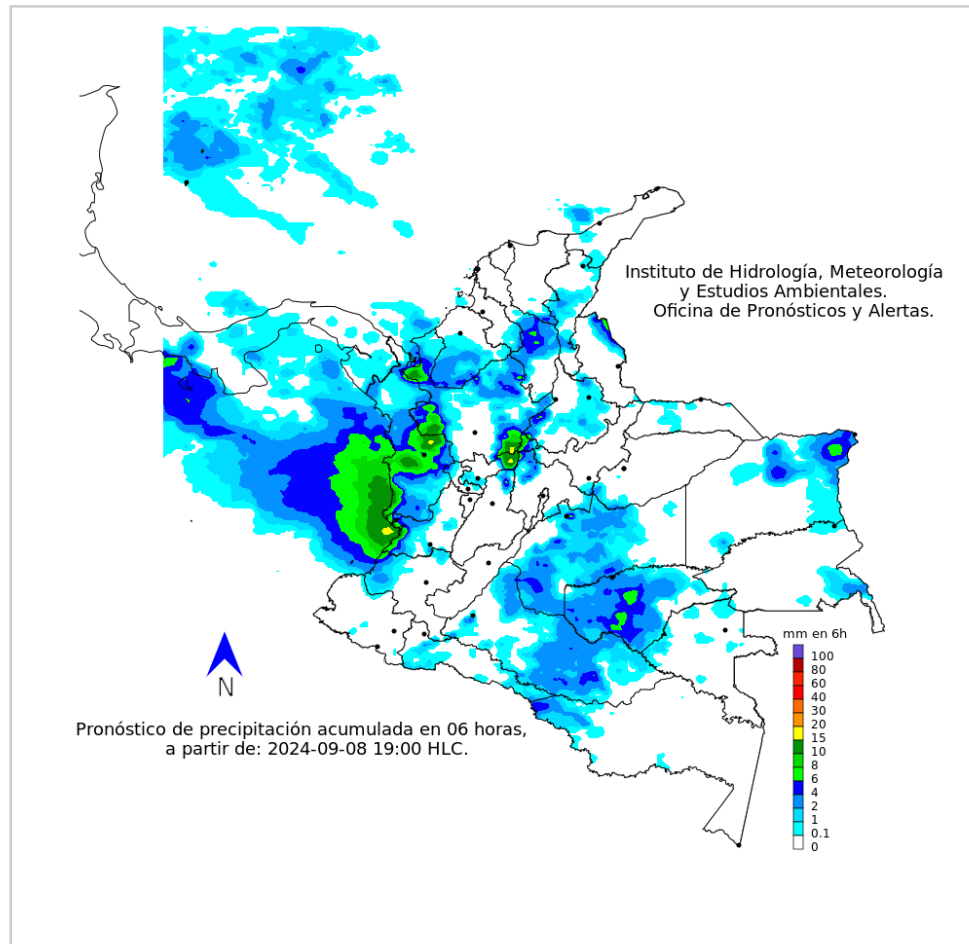 Instituto de Hidrología, Meteorología
y Estudios Ambientales.
Oficina de Pronósticos y Alertas.
N
Pronóstico de precipitación acumulada en 06 horas,
a partir de: 2024-09-08 19:00 HLC.
mm en 6h
100
80
60
40
30
20
15
10
8
6
4
2
1
0.1
0